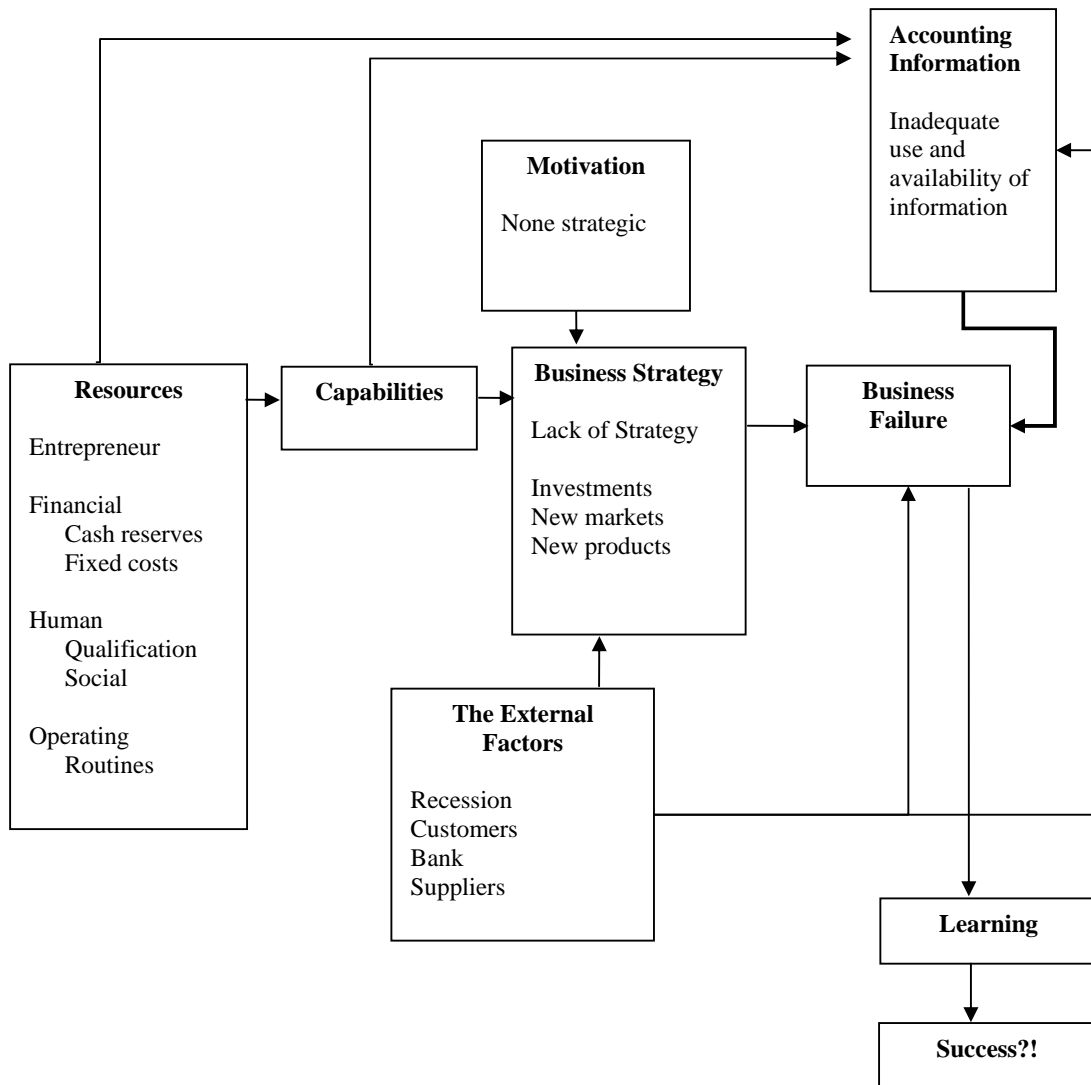 Accounting
Information
Inadequate
use and
availability of
information
Motivation
None strategic
Resources
Entrepreneur
Financial
Cash reserves
Fixed costs
Human
Qualification
Social
Operating
Routines
Capabilities
Business Strategy
Lack of Strategy
Investments
New markets
New products
Business
Failure
The External
Factors
Recession
Customers
Bank
Suppliers
Learning
Success?!